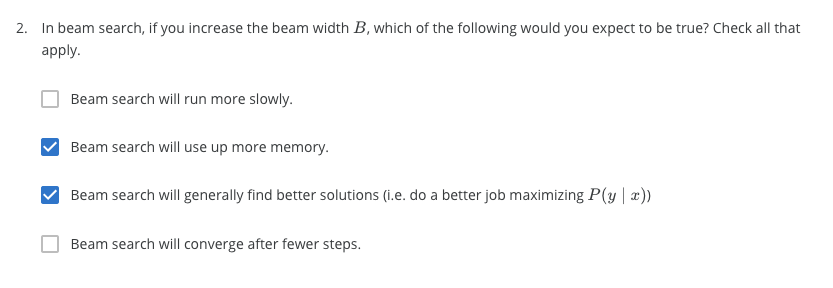 2. In beam search, if you increase the beam width B, which of the following would you expect to be true? Check all that
apply.
Beam search will run more slowly.
Beam search will use up more memory.
Beam search will generally find better solutions (i.e. do a better job maximizing P(y | x))
Beam search will converge after fewer steps.